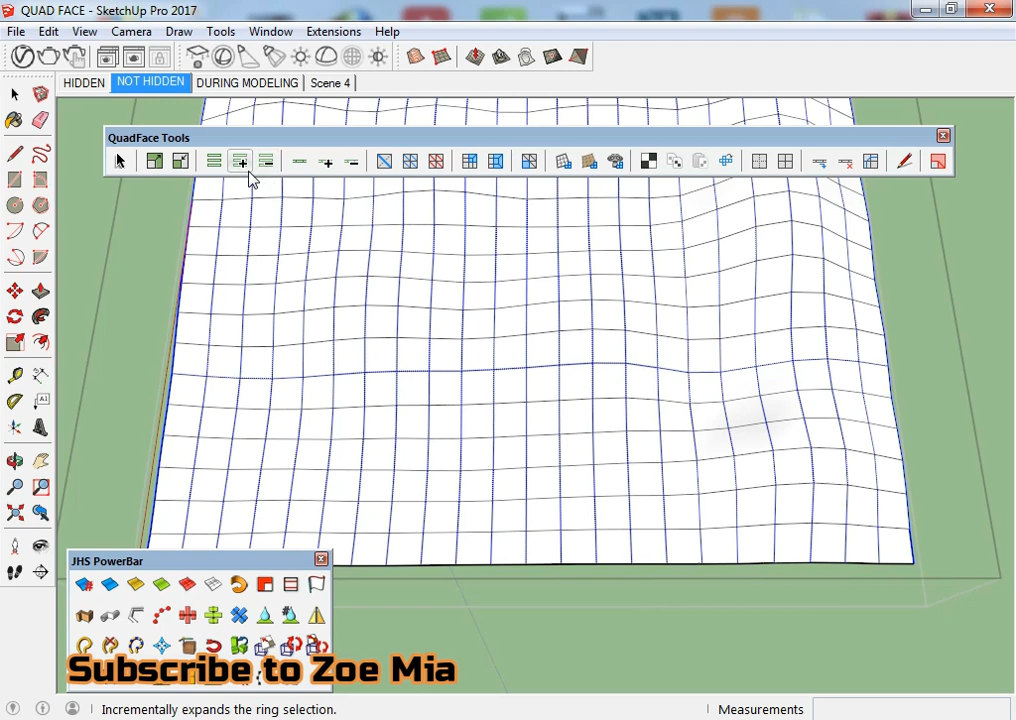 QUAD FACE - SketchUp Pro 2017
File Edit View Camera Draw Tools Window Extensions Help
HIDDEN NOT HIDDEN DURING MODELING Scene 4
QuadFace Tools
JHS PowerBar
Subscribe to Zoe Mia
Incrementally expands the ring selection. Measurements